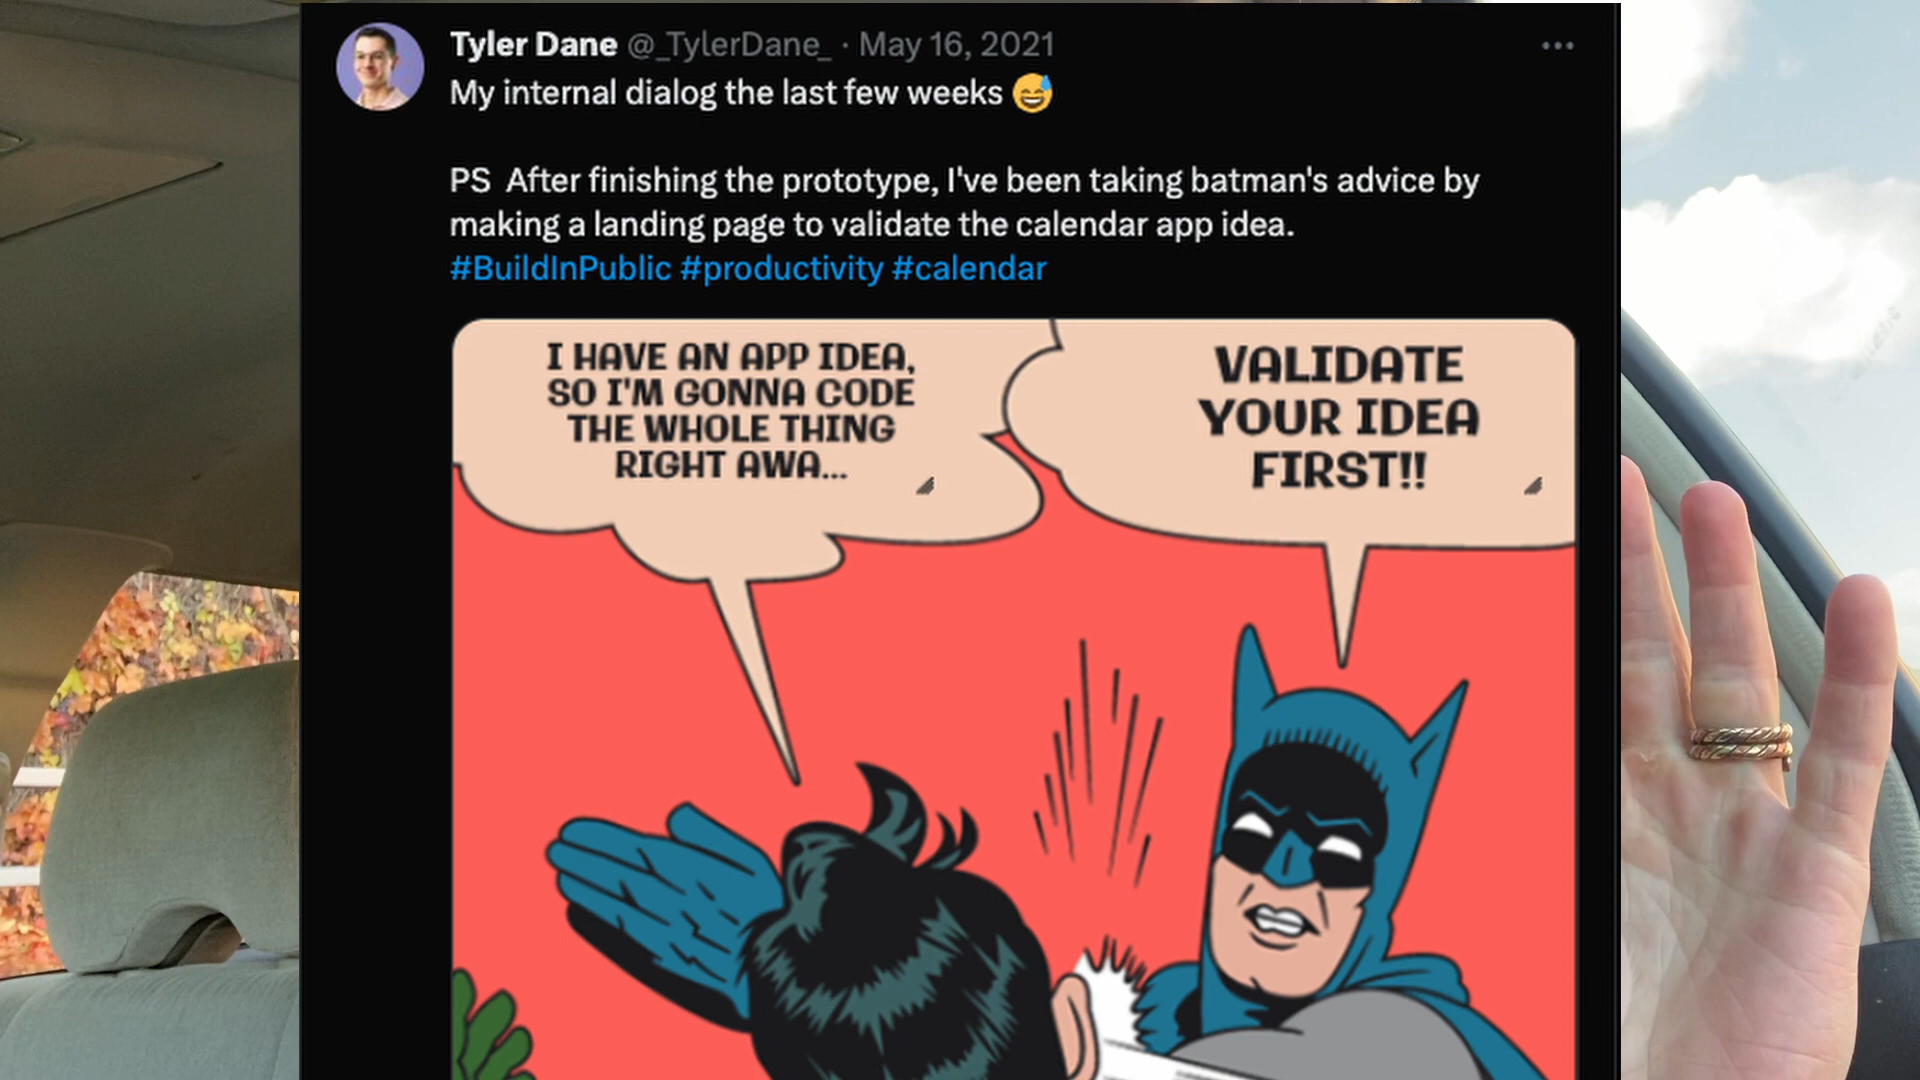 Tyler Dane @_TylerDane_ · May 16, 2021
My internal dialog the last few weeks 😅
PS After finishing the prototype, I've been taking batman's advice by
making a landing page to validate the calendar app idea.
#BuildInPublic #productivity #calendar
I HAVE AN APP IDEA,
SO I'M GONNA CODE
THE WHOLE THING
RIGHT AWA...
VALIDATE
YOUR IDEA
FIRST!!